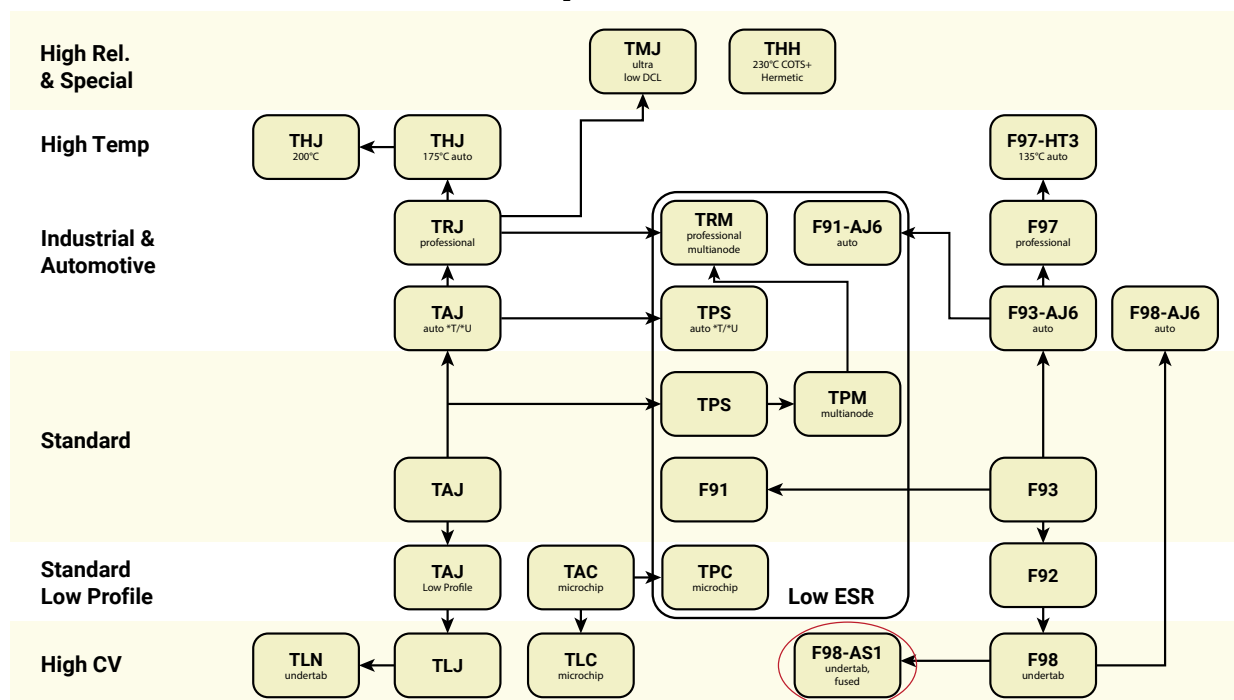 High Rel.
& Special
TMJ
ultra
low DCL
THH
230°C COTS+
Hermetic
High Temp
THJ
200°C
THJ
175°C auto
F97-HT3
135°C auto
Industrial &
Automotive
TRJ
professional
TRM
professional
multianode
F91-AJ6
auto
F97
professional
TAJ
auto *T/*U
TPS
auto *T/*U
F93-AJ6
auto
F98-AJ6
auto
Standard
TPS
TPM
multianode
TAJ
F91
F93
Standard
Low Profile
TAJ
Low Profile
TAC
microchip
TPC
microchip
Low ESR
F92
High CV
TLN
undertab
TLJ
TLC
microchip
F98-AS1
undertab,
fused
F98